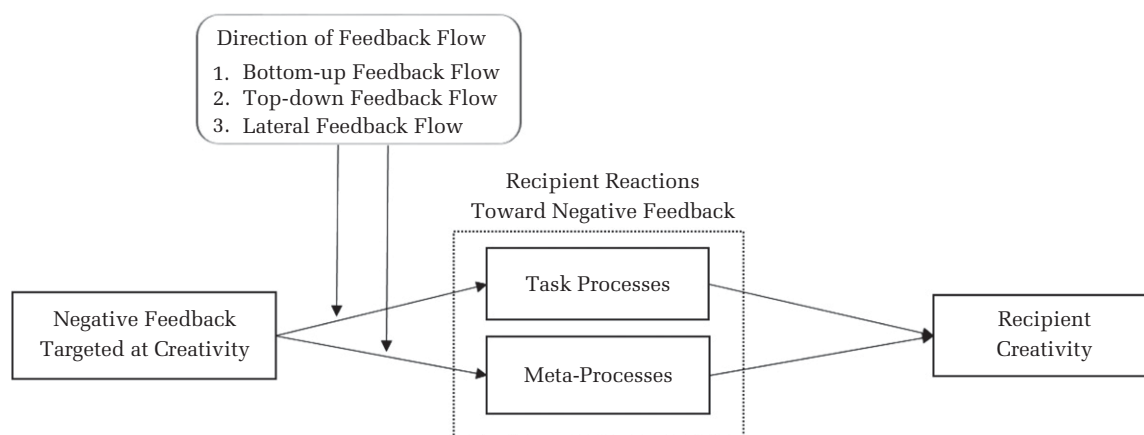 Direction of Feedback Flow
1. Bottom-up Feedback Flow
2. Top-down Feedback Flow
3. Lateral Feedback Flow
Recipient Reactions
Toward Negative Feedback
Task Processes
Negative Feedback
Targeted at Creativity
Recipient
Creativity
Meta-Processes